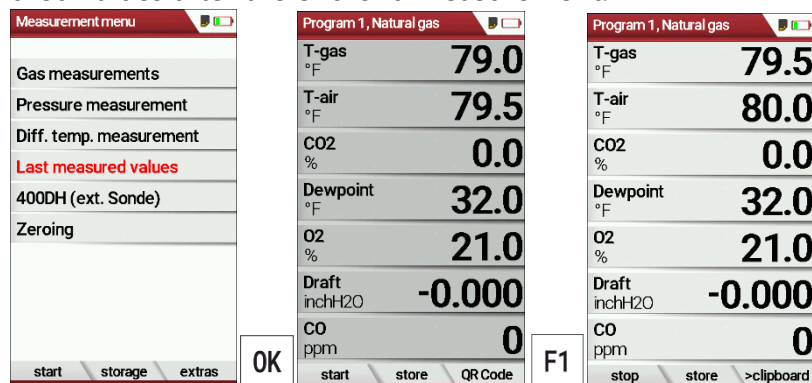 Measurement menu
Gas measurements
Pressure measurement
Diff. temp. measurement
Last measured values
400DH (ext. Sonde)
Zeroing
start storage extras
OK
Program 1, Natural gas
T-gas
°F
79.0
T-air
°F
79.5
CO2
%
0.0
Dewpoint
°F
32.0
O2
%
21.0
Draft
inchH2O
-0.000
CO
ppm
0
start store QR Code
F1
Program 1, Natural gas
T-gas
°F
79.5
T-air
°F
80.0
CO2
%
0.0
Dewpoint
°F
32.0
O2
%
21.0
Draft
inchH2O
-0.000
CO
ppm
0
stop store >clipboard